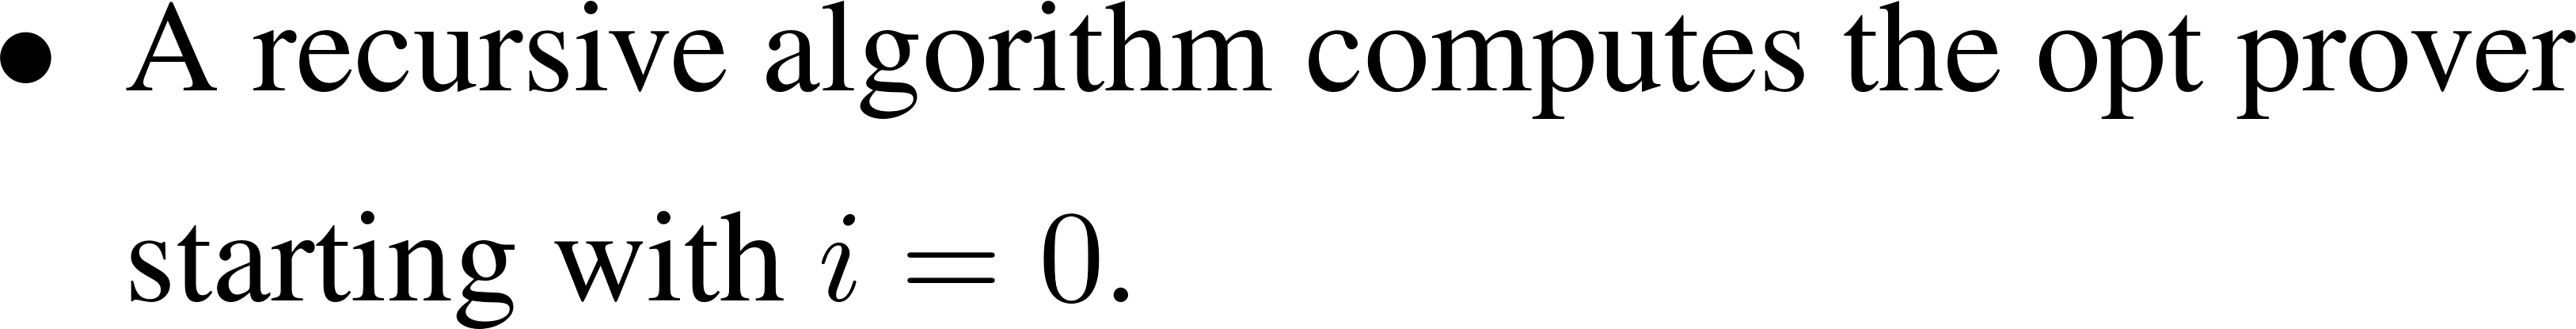 • A recursive algorithm computes the opt prover
starting with i = 0.